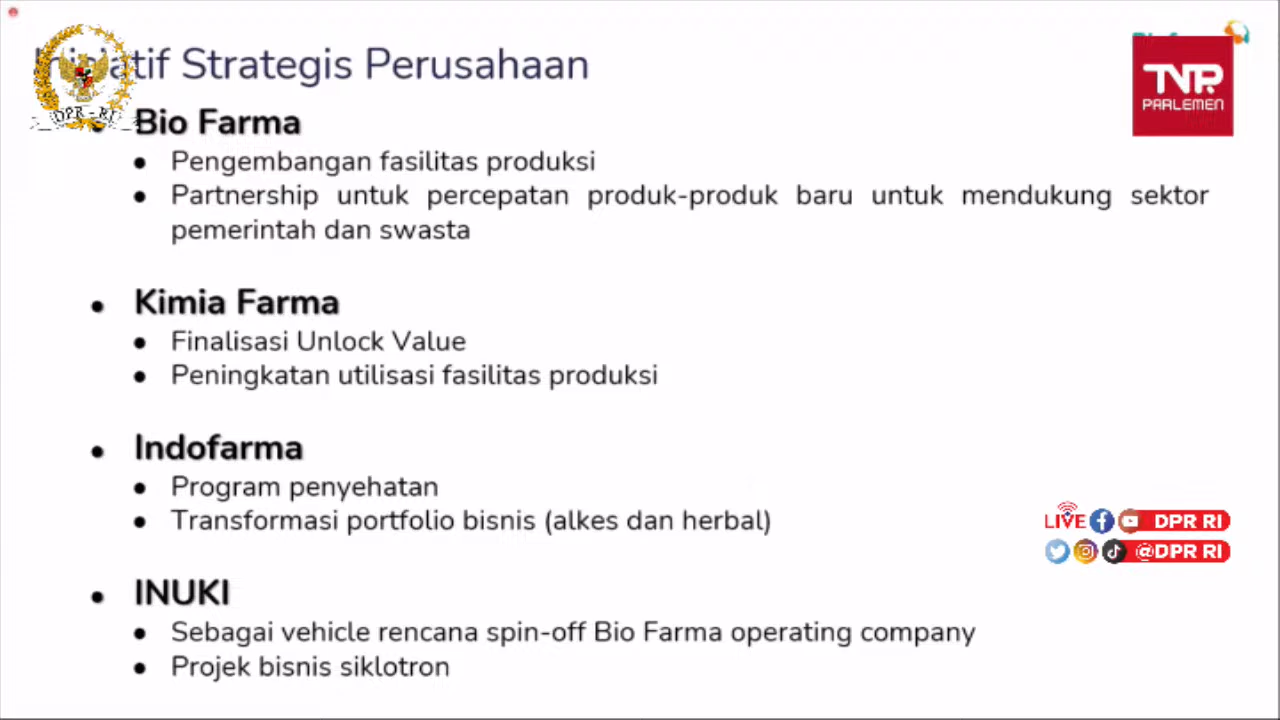 Strategis Perusahaan
DPR - RI
TVR
PARLEMEN
Bio Farma
Pengembangan fasilitas produksi
Partnership untuk percepatan produk-produk baru untuk mendukung sektor
pemerintah dan swasta
Kimia Farma
Finalisasi Unlock Value
Peningkatan utilisasi fasilitas produksi
Indofarma
Program penyehatan
Transformasi portfolio bisnis (alkes dan herbal)
LIVE DPR RI
@DPR RI
INUKI
Sebagai vehicle rencana spin-off Bio Farma operating company
Projek bisnis siklotron